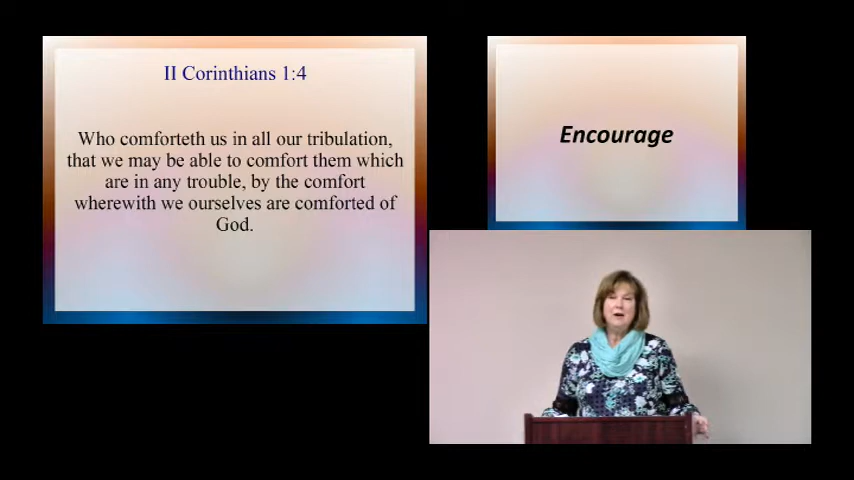 II Corinthians 1:4
Who comforteth us in all our tribulation,
that we may be able to comfort them which
are in any trouble, by the comfort
wherewith we ourselves are comforted of
God.
Encourage